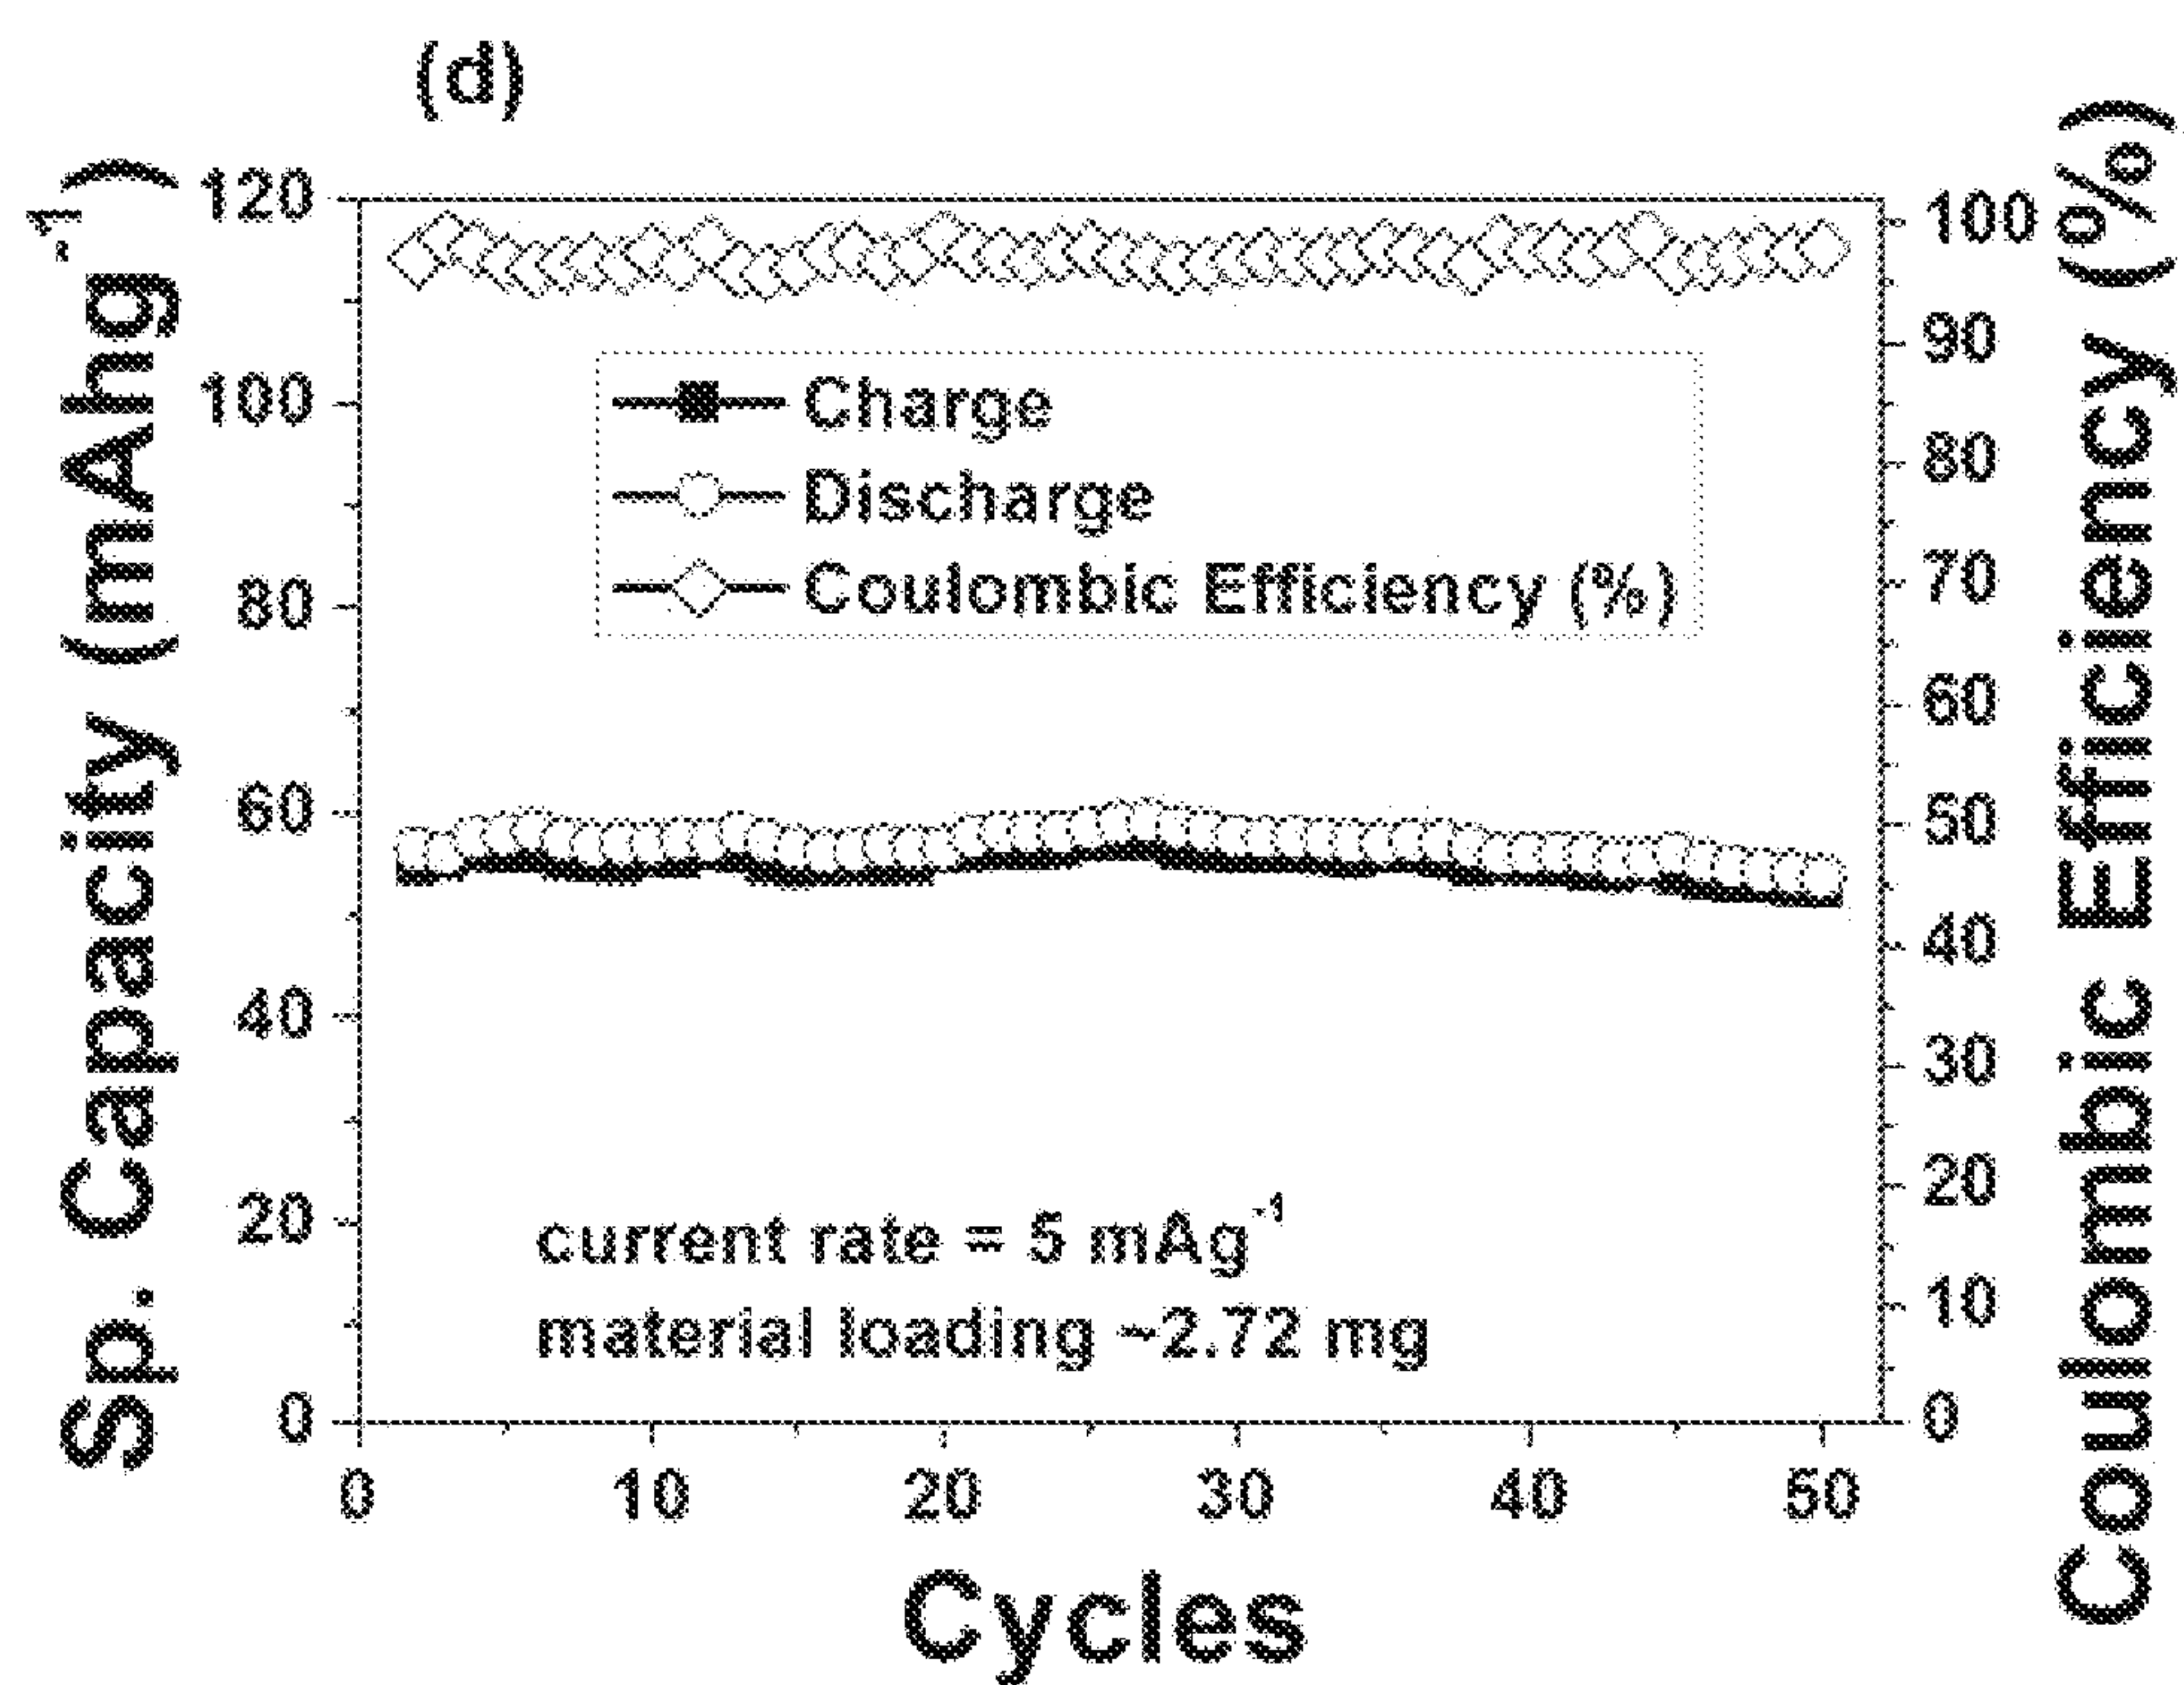 (d)
Sp. Capacity (mAhg⁻¹)
120
100
80
60
40
20
0
Charge
Discharge
Coulombic Efficiency (%)
current rate = 5 mAg⁻¹
material loading ~2.72 mg
100
90
80
70
60
50
40
30
20
10
0
Coulombic Efficiency (%)
0 10 20 30 40 50
Cycles